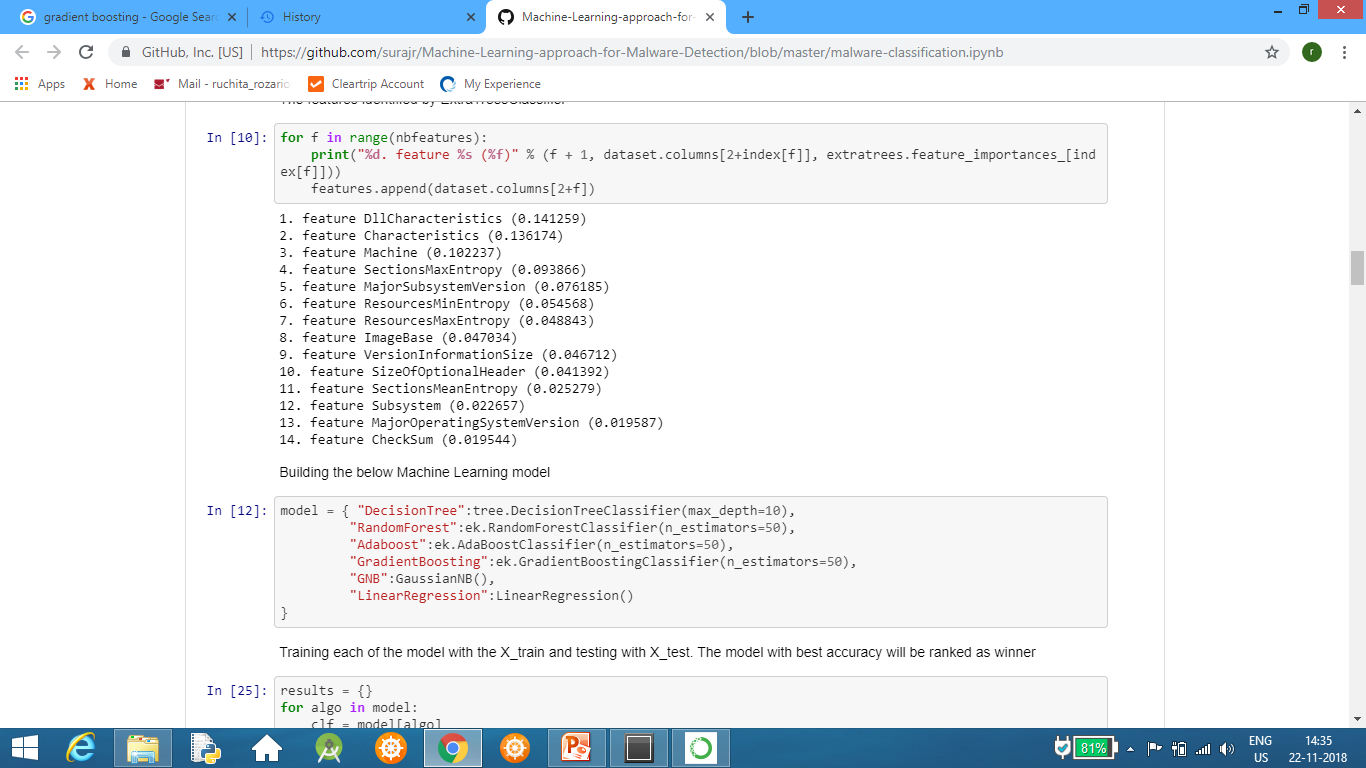 gradient boosting - Google Sear
History
Machine-Learning-approach-for-
GitHub, Inc. [US] | https://github.com/surajr/Machine-Learning-approach-for-Malware-Detection/blob/master/malware-classification.ipynb
r
Apps
Home
Mail - ruchita_rozario
Cleartrip Account
My Experience
The features identified by ExtraTreesClassifier
In [10]:
for f in range(nbfeatures):
    print("%d. feature %s (%f)" % (f + 1, dataset.columns[2+index[f]], extratrees.feature_importances_[ind
ex[f]]))
    features.append(dataset.columns[2+f])
1. feature DllCharacteristics (0.141259)
2. feature Characteristics (0.136174)
3. feature Machine (0.102237)
4. feature SectionsMaxEntropy (0.093866)
5. feature MajorSubsystemVersion (0.076185)
6. feature ResourcesMinEntropy (0.054568)
7. feature ResourcesMaxEntropy (0.048843)
8. feature ImageBase (0.047034)
9. feature VersionInformationSize (0.046712)
10. feature SizeOfOptionalHeader (0.041392)
11. feature SectionsMeanEntropy (0.025279)
12. feature Subsystem (0.022657)
13. feature MajorOperatingSystemVersion (0.019587)
14. feature CheckSum (0.019544)
Building the below Machine Learning model
In [12]:
model = { "DecisionTree":tree.DecisionTreeClassifier(max_depth=10),
         "RandomForest":ek.RandomForestClassifier(n_estimators=50),
         "Adaboost":ek.AdaBoostClassifier(n_estimators=50),
         "GradientBoosting":ek.GradientBoostingClassifier(n_estimators=50),
         "GNB":GaussianNB(),
         "LinearRegression":LinearRegression()
}
Training each of the model with the X_train and testing with X_test. The model with best accuracy will be ranked as winner
In [25]:
results = {}
for algo in model:
    clf = model[algo]
81%
ENG
US
14:35
22-11-2018